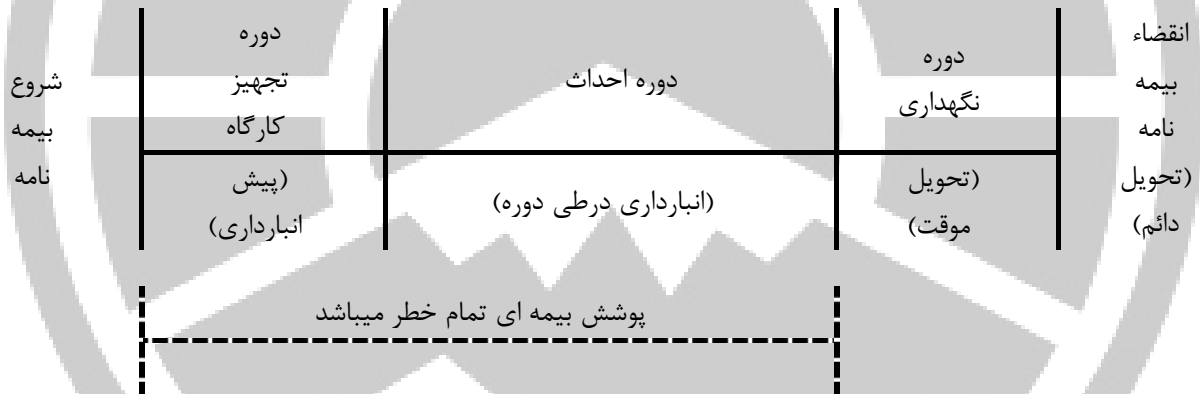 شروع
بیمه
نامه
دوره
تجهیز
کارگاه
(پیش
انبارداری)
دوره احداث
(انبارداری درطی دوره)
دوره
نگهداری
(تحویل
موقت)
انقضاء
بیمه
نامه
(تحویل
دائم)
پوشش بیمه ای تمام خطر میباشد